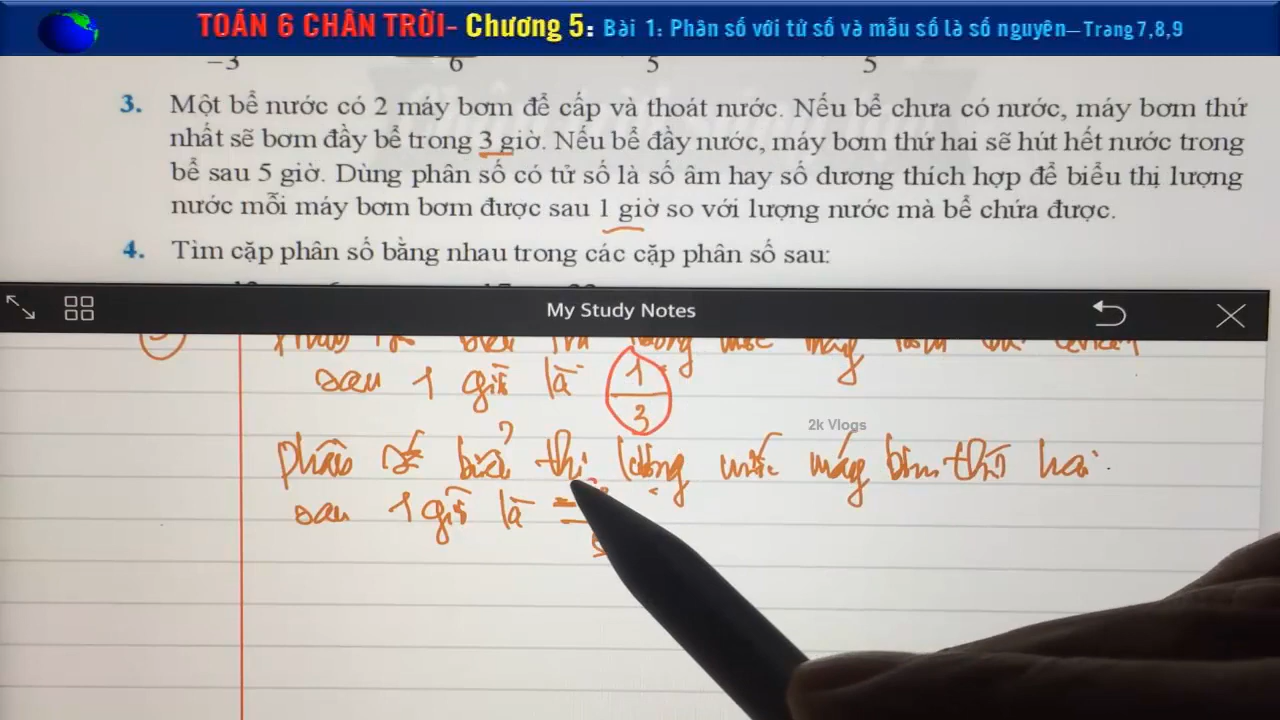 TOÁN 6 CHÂN TRỜI- Chương 5: Bài 1: Phân số với tử số và mẫu số là số nguyên–Trang 7,8,9
−3 6 5 5
3. Một bể nước có 2 máy bơm để cấp và thoát nước. Nếu bể chưa có nước, máy bơm thứ
nhất sẽ bơm đầy bể trong 3 giờ. Nếu bể đầy nước, máy bơm thứ hai sẽ hút hết nước trong
bể sau 5 giờ. Dùng phân số có tử số là số âm hay số dương thích hợp để biểu thị lượng
nước mỗi máy bơm bơm được sau 1 giờ so với lượng nước mà bể chứa được.
4. Tìm cặp phân số bằng nhau trong các cặp phân số sau:
My Study Notes
sau 1 giờ là 1/3
2k Vlogs
phân số biểu thị lượng nước máy bơm thứ hai
sau 1 giờ là